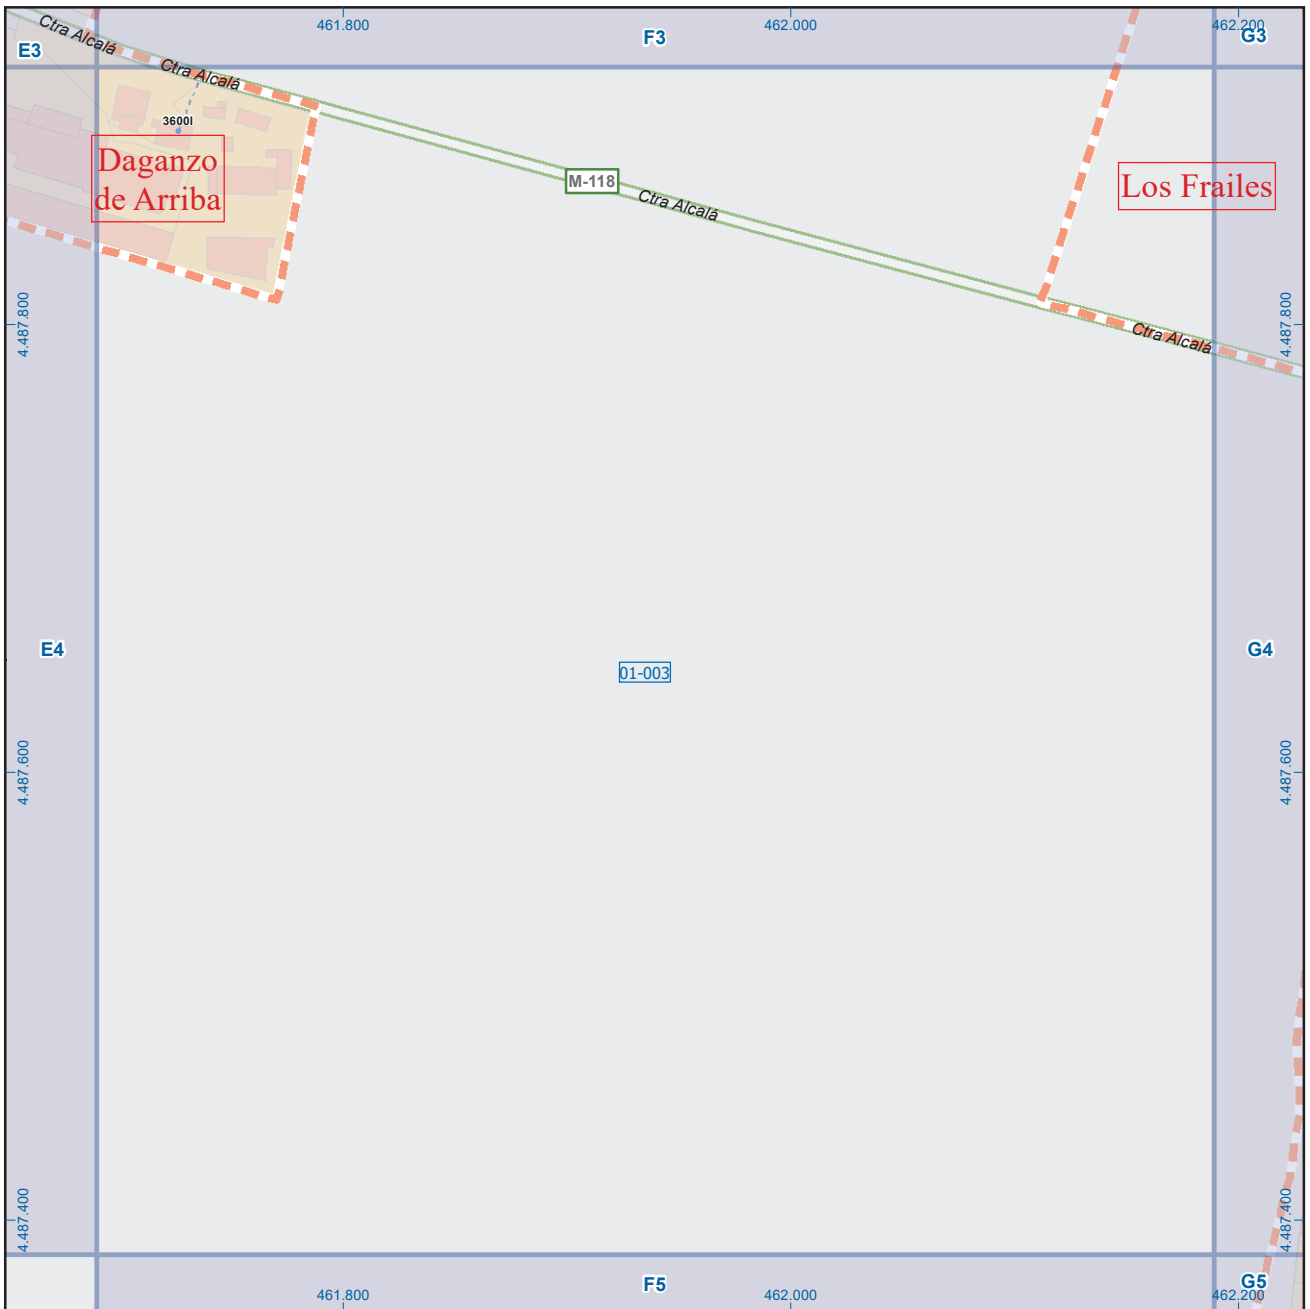 461.800
462.000
462.200
E3
F3
G3
Ctra Alcalá
Ctra Alcalá
3600I
Daganzo
de Arriba
M-118
Ctra Alcalá
Los Frailes
4.487.800
4.487.800
Ctra Alcalá
E4
01-003
G4
4.487.600
4.487.600
4.487.400
4.487.400
F5
G5
461.800
462.000
462.200